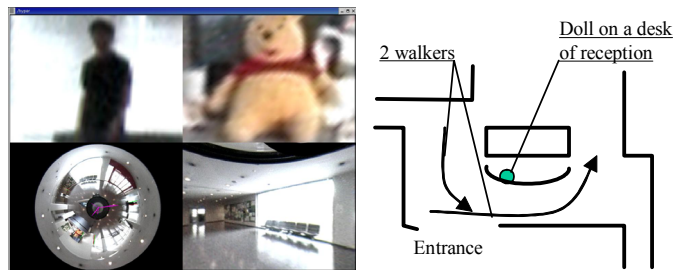 Doll on a desk
of reception
2 walkers
Entrance